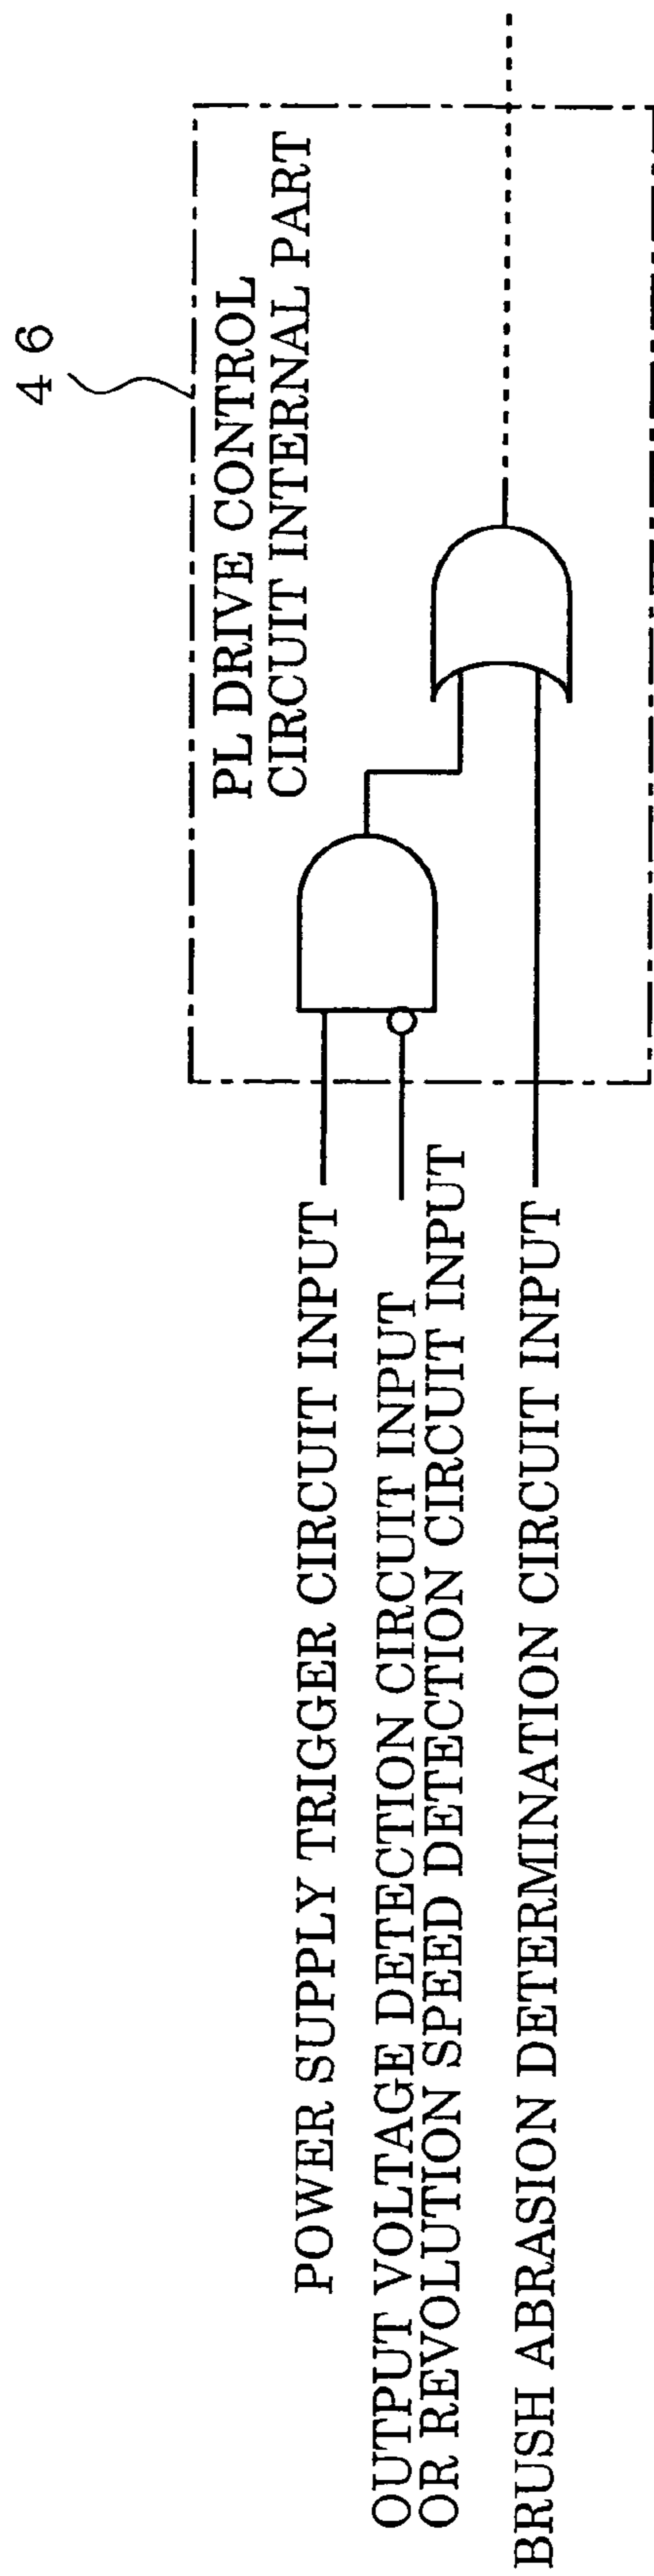 4 6
PL DRIVE CONTROL
CIRCUIT INTERNAL PART
POWER SUPPLY TRIGGER CIRCUIT INPUT
OUTPUT VOLTAGE DETECTION CIRCUIT INPUT
OR REVOLUTION SPEED DETECTION CIRCUIT INPUT
BRUSH ABRASION DETERMINATION CIRCUIT INPUT